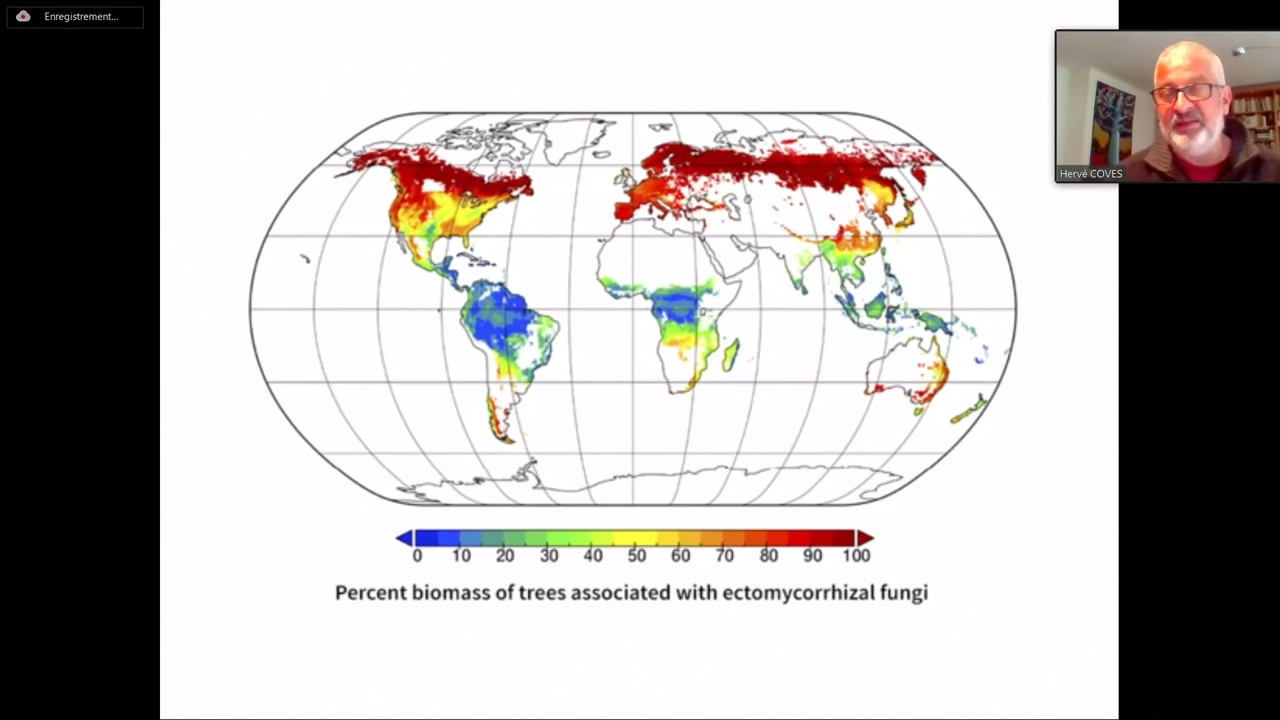 Enregistrement...
Hervé COVES
0 10 20 30 40 50 60 70 80 90 100
Percent biomass of trees associated with ectomycorrhizal fungi